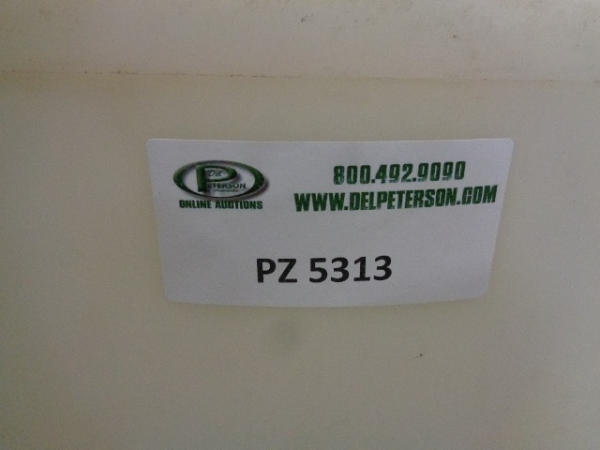 Del
PETERSON
ONLINE AUCTIONS
800.492.9090
WWW.DELPETERSON.COM
PZ 5313